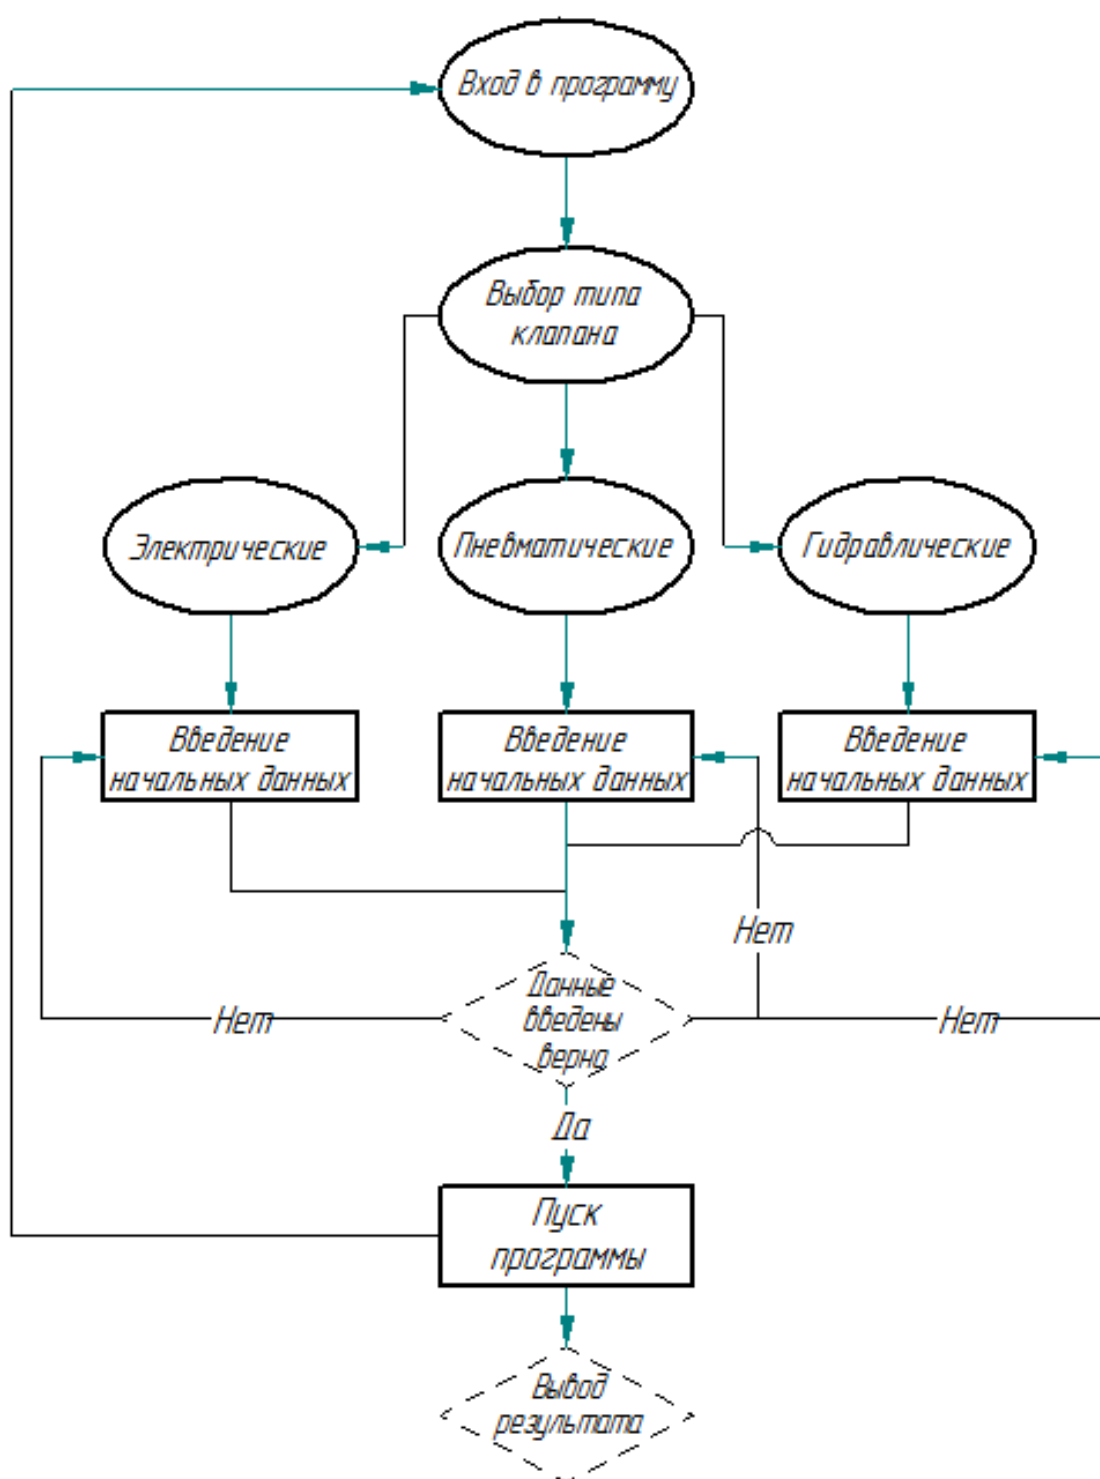 Вход в программу
Выбор типа
клапана
Электрические
Пневматические
Гидравлические
Введение
начальных данных
Введение
начальных данных
Введение
начальных данных
Нет
Данные
введены
верно
Нет
Нет
Да
Пуск
программы
Вывод
результата